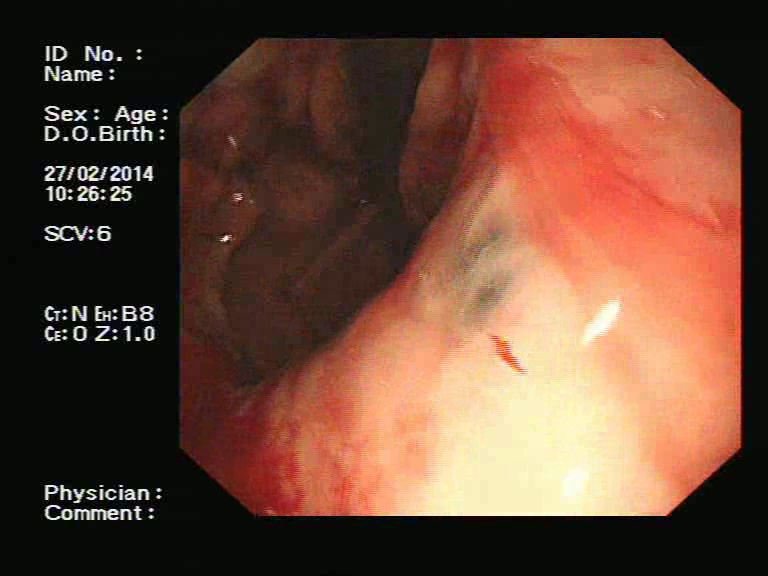 ID No. :
Name:
Sex: Age:
D.O.Birth:
27/02/2014
10:26:25
SCV:6
CT:N EH:B8
CE:0 Z:1.0
Physician:
Comment: